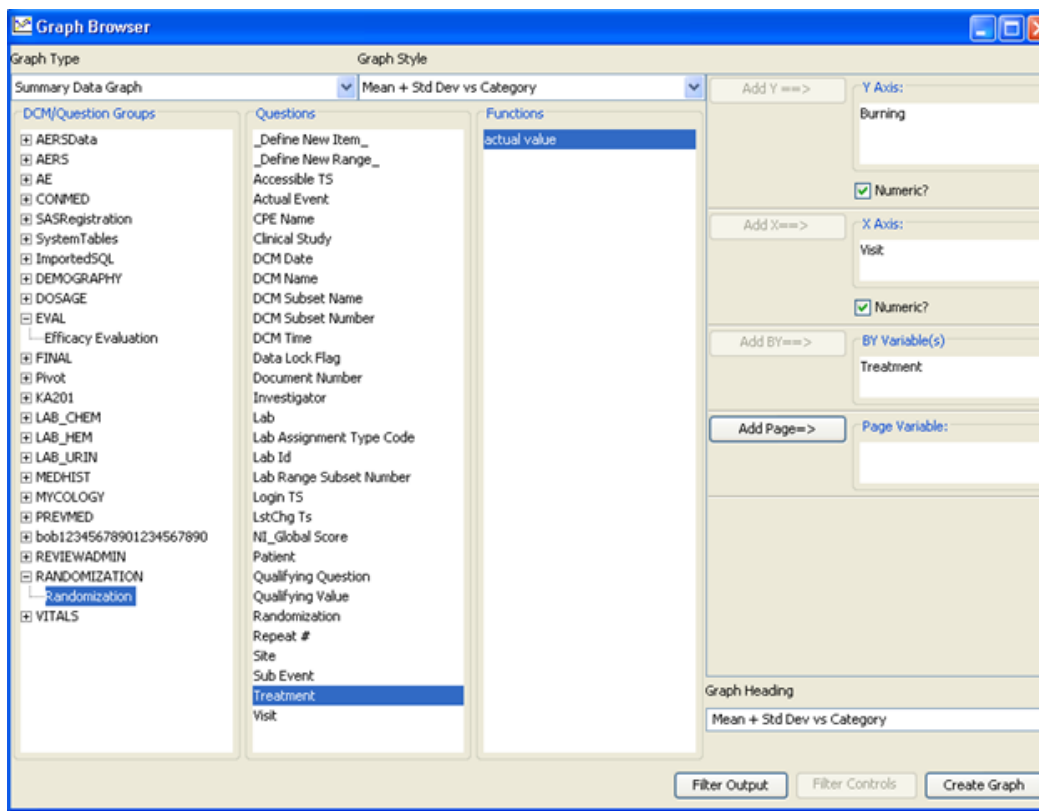 Graph Browser
Graph Type
Graph Style
Summary Data Graph
Mean + Std Dev vs Category
DCM/Question Groups
AERSData
AERS
AE
CONMED
SASRegistration
SystemTables
ImportedSQL
DEMOGRAPHY
DOSAGE
EVAL
Efficacy Evaluation
FINAL
Pivot
KA201
LAB_CHEM
LAB_HEM
LAB_URIN
MEDHIST
MYCOLOGY
PREVMED
bob12345678901234567890
REVIEWADMIN
RANDOMIZATION
Randomization
VITALS
Questions
_Define New Item_
_Define New Range_
Accessible TS
Actual Event
CPE Name
Clinical Study
DCM Date
DCM Name
DCM Subset Name
DCM Subset Number
DCM Time
Data Lock Flag
Document Number
Investigator
Lab
Lab Assignment Type Code
Lab Id
Lab Range Subset Number
Login TS
LstChg Ts
NI_Global Score
Patient
Qualifying Question
Qualifying Value
Randomization
Repeat #
Site
Sub Event
Treatment
Visit
Functions
actual value
Add Y ==>
Y Axis:
Burning
Numeric?
Add X==>
X Axis:
Visit
Numeric?
Add BY==>
BY Variable(s)
Treatment
Add Page=>
Page Variable:
Graph Heading
Mean + Std Dev vs Category
Filter Output
Filter Controls
Create Graph